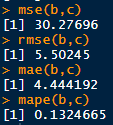 > mse(b,c)
[1] 30.27696
> rmse(b,c)
[1] 5.50245
> mae(b,c)
[1] 4.444192
> mape(b,c)
[1] 0.1324665